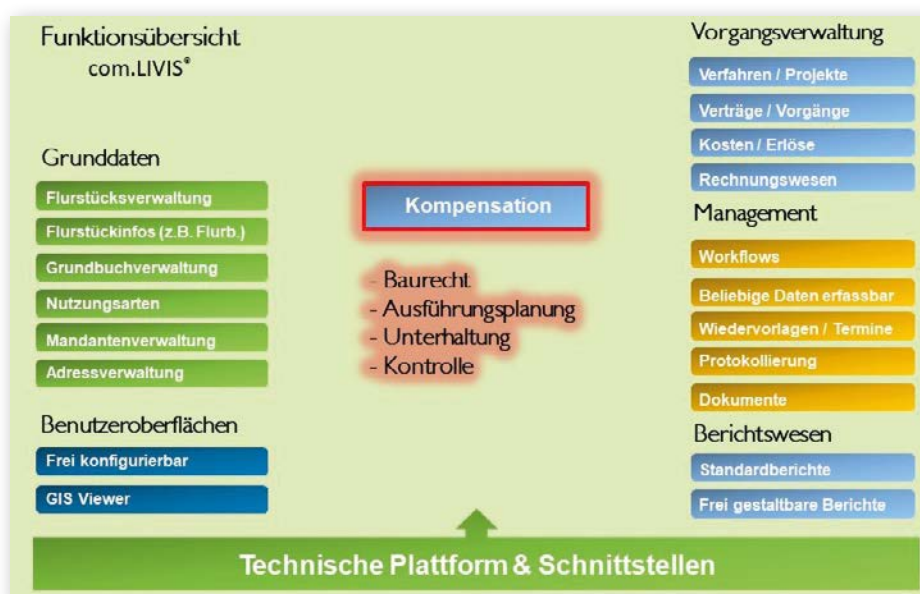 Funktionsübersicht
com.LIVIS®
Grunddaten
Flurstücksverwaltung
Flurstückinfos (z.B. Flurb.)
Grundbuchverwaltung
Nutzungsarten
Mandantenverwaltung
Adressverwaltung
Benutzeroberflächen
Frei konfigurierbar
GIS Viewer
Kompensation
- Baurecht
- Ausführungsplanung
- Unterhaltung
- Kontrolle
Vorgangsverwaltung
Verfahren / Projekte
Verträge / Vorgänge
Kosten / Erlöse
Rechnungswesen
Management
Workflows
Beliebige Daten erfassbar
Wiedervorlagen / Termine
Protokollierung
Dokumente
Berichtswesen
Standardberichte
Frei gestaltbare Berichte
Technische Plattform & Schnittstellen